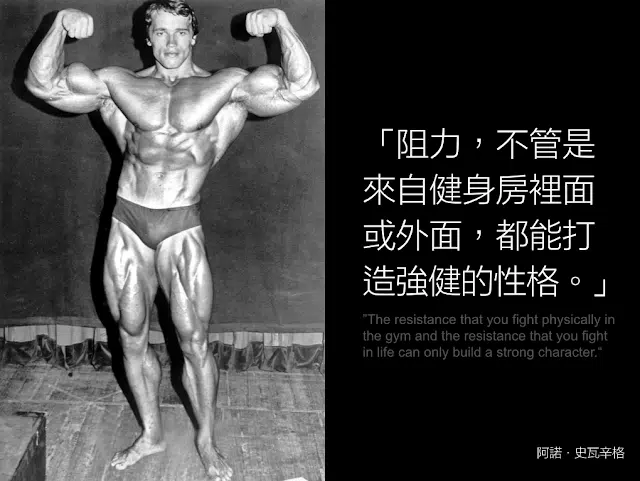 「阻力，不管是
來自健身房裡面
或外面，都能打
造強健的性格。」
"The resistance that you fight physically in
the gym and the resistance that you fight
in life can only build a strong character."
阿諾．史瓦辛格